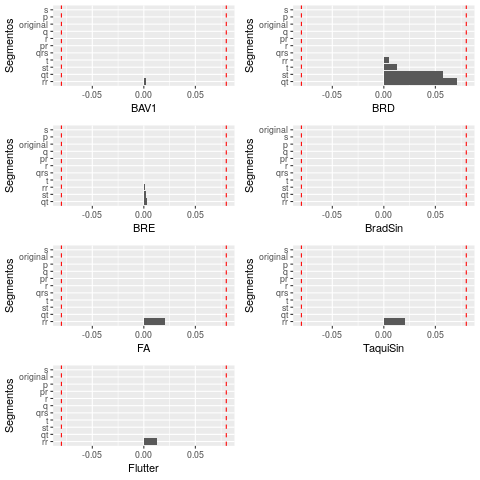 Segmentos
s
p
original
q
r
pr
qrs
t
st
qt
rr
-0.05 0.00 0.05
BAV1
Segmentos
s
p
original
q
pr
r
qrs
rr
t
st
qt
-0.05 0.00 0.05
BRD
Segmentos
s
p
original
q
pr
r
qrs
t
rr
st
qt
-0.05 0.00 0.05
BRE
Segmentos
original
s
p
q
pr
r
qrs
t
st
qt
rr
-0.05 0.00 0.05
BradSin
Segmentos
s
original
p
q
pr
r
qrs
t
st
qt
rr
-0.05 0.00 0.05
FA
Segmentos
s
original
p
q
pr
r
qrs
t
st
qt
rr
-0.05 0.00 0.05
TaquiSin
Segmentos
s
original
p
pr
r
q
qrs
t
st
qt
rr
-0.05 0.00 0.05
Flutter